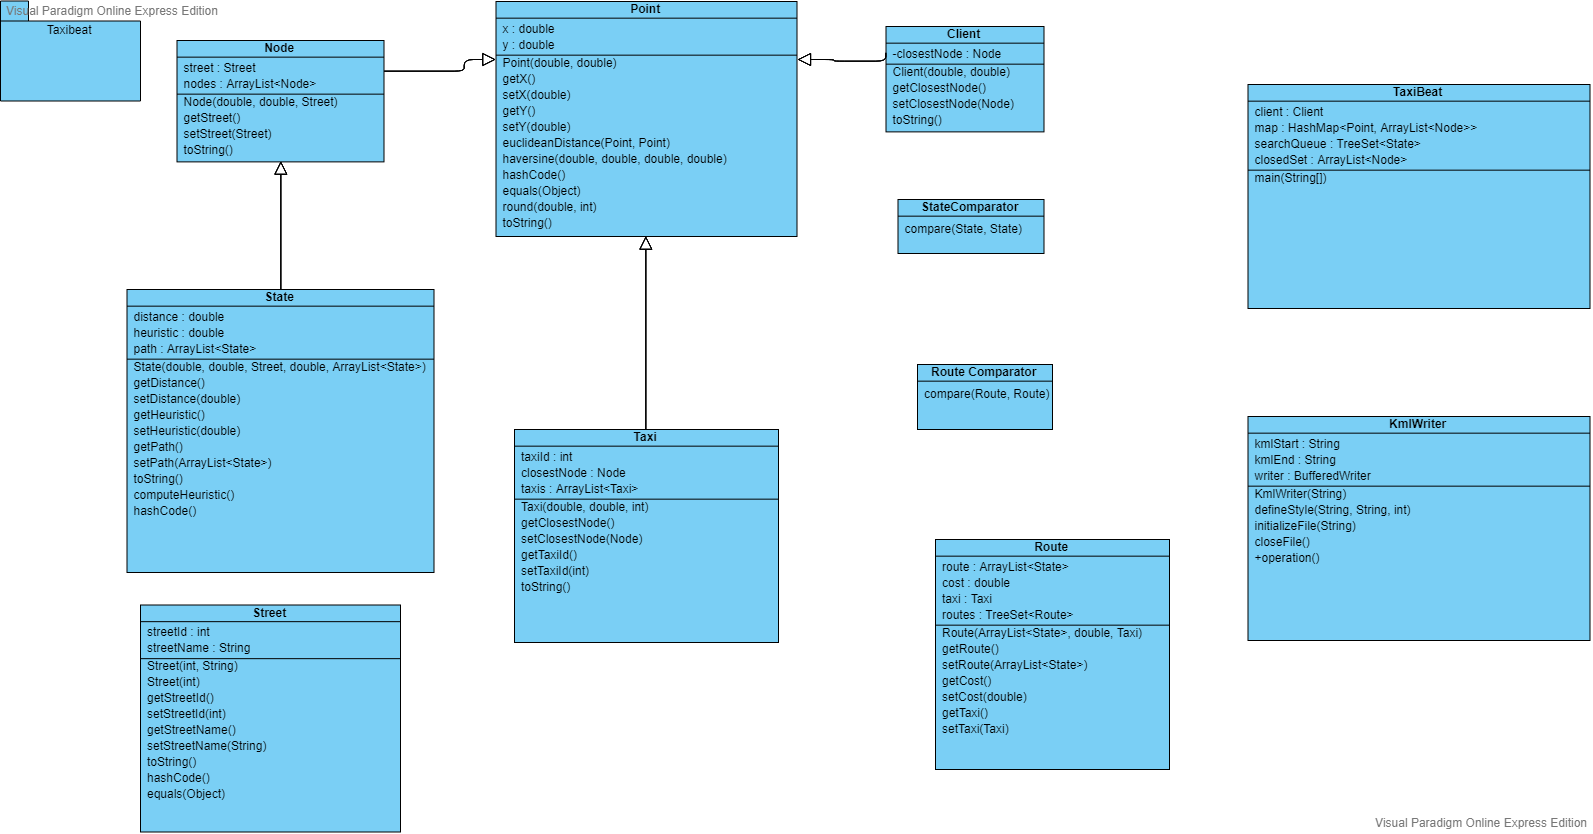 Visual Paradigm Online Express Edition
Taxibeat
Node
street : Street
nodes : ArrayList<Node>
Node(double, double, Street)
getStreet()
setStreet(Street)
toString()
Point
x : double
y : double
Point(double, double)
getX()
setX(double)
getY()
setY(double)
euclideanDistance(Point, Point)
haversine(double, double, double, double)
hashCode()
equals(Object)
round(double, int)
toString()
Client
-closestNode : Node
Client(double, double)
getClosestNode()
setClosestNode(Node)
toString()
TaxiBeat
client : Client
map : HashMap<Point, ArrayList<Node>>
searchQueue : TreeSet<State>
closedSet : ArrayList<Node>
main(String[])
StateComparator
compare(State, State)
State
distance : double
heuristic : double
path : ArrayList<State>
State(double, double, Street, double, ArrayList<State>)
getDistance()
setDistance(double)
getHeuristic()
setHeuristic(double)
getPath()
setPath(ArrayList<State>)
toString()
computeHeuristic()
hashCode()
Route Comparator
compare(Route, Route)
Taxi
taxiId : int
closestNode : Node
taxis : ArrayList<Taxi>
Taxi(double, double, int)
getClosestNode()
setClosestNode(Node)
getTaxiId()
setTaxiId(int)
toString()
KmlWriter
kmlStart : String
kmlEnd : String
writer : BufferedWriter
KmlWriter(String)
defineStyle(String, String, int)
initializeFile(String)
closeFile()
+operation()
Route
route : ArrayList<State>
cost : double
taxi : Taxi
routes : TreeSet<Route>
Route(ArrayList<State>, double, Taxi)
getRoute()
setRoute(ArrayList<State>)
getCost()
setCost(double)
getTaxi()
setTaxi(Taxi)
Street
streetId : int
streetName : String
Street(int, String)
Street(int)
getStreetId()
setStreetId(int)
getStreetName()
setStreetName(String)
toString()
hashCode()
equals(Object)
Visual Paradigm Online Express Edition